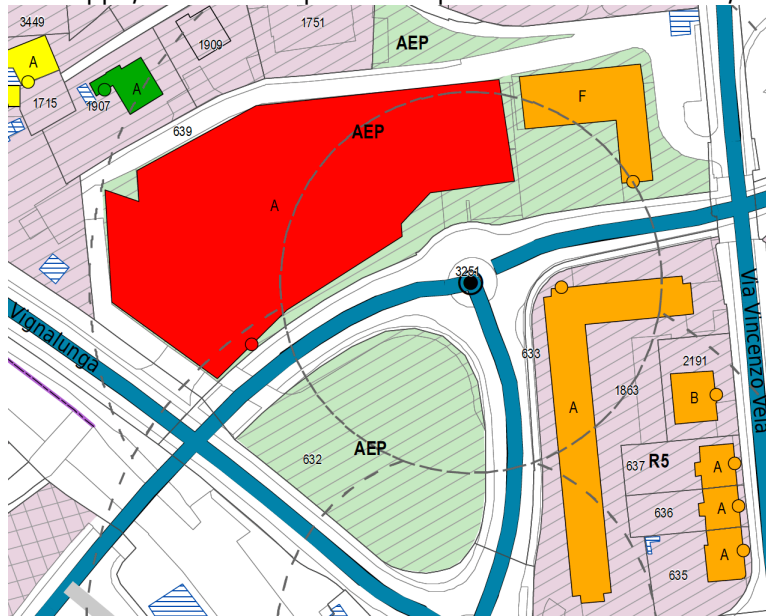 3449
1751
AEP
1909
A
1715
1907
A
F
639
AEP
A
3251
Vignalunga
Via Vincenzo Vela
633
2191
1863
B
A
AEP
632
637
R5
A
636
A
635
A